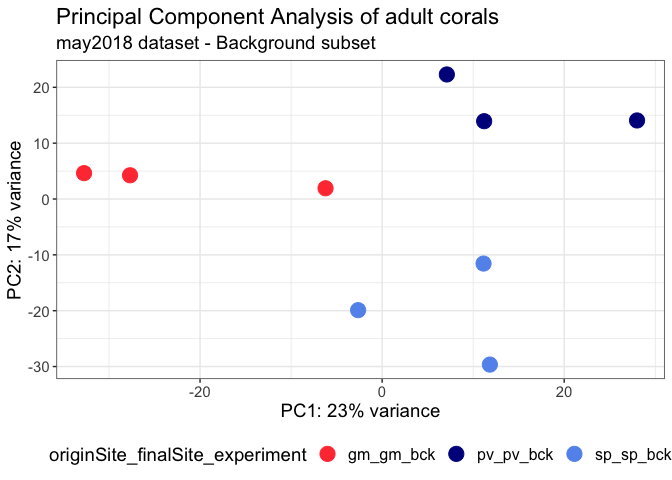 Principal Component Analysis of adult corals
may2018 dataset - Background subset
20
10
0
-10
-20
-30
PC2: 17% variance
-20 0 20
PC1: 23% variance
originSite_finalSite_experiment gm_gm_bck pv_pv_bck sp_sp_bck